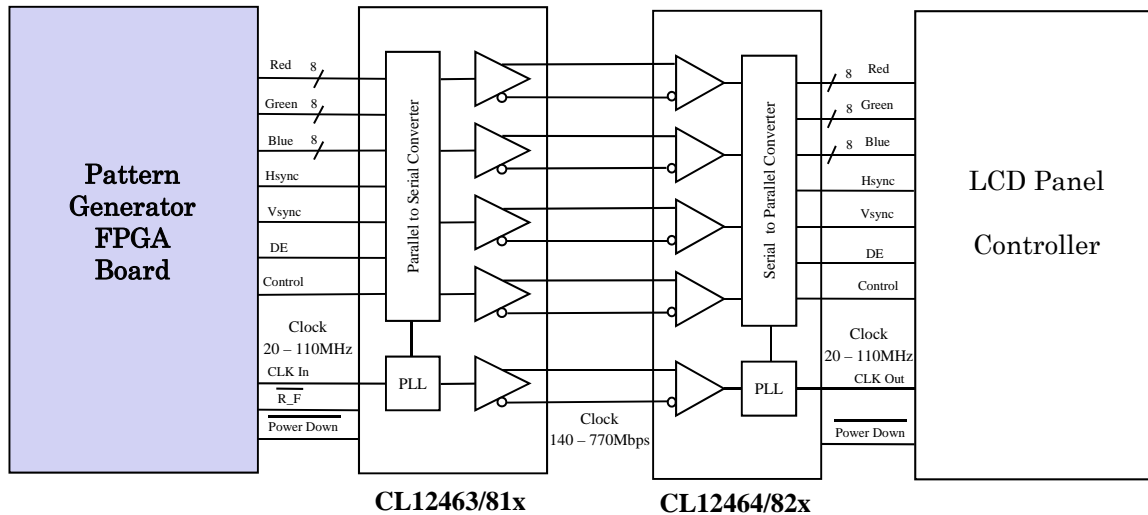 Pattern
Generator
FPGA
Board
Red 8
Green 8
Blue 8
Hsync
Vsync
DE
Control
Clock
20 – 110MHz
CLK In
R_F
Power Down
Parallel to Serial Converter
PLL
CL12463/81x
Clock
140 – 770Mbps
Serial to Parallel Converter
PLL
CL12464/82x
8 Red
8 Green
8 Blue
Hsync
Vsync
DE
Control
Clock
20 – 110MHz
CLK Out
Power Down
LCD Panel
Controller